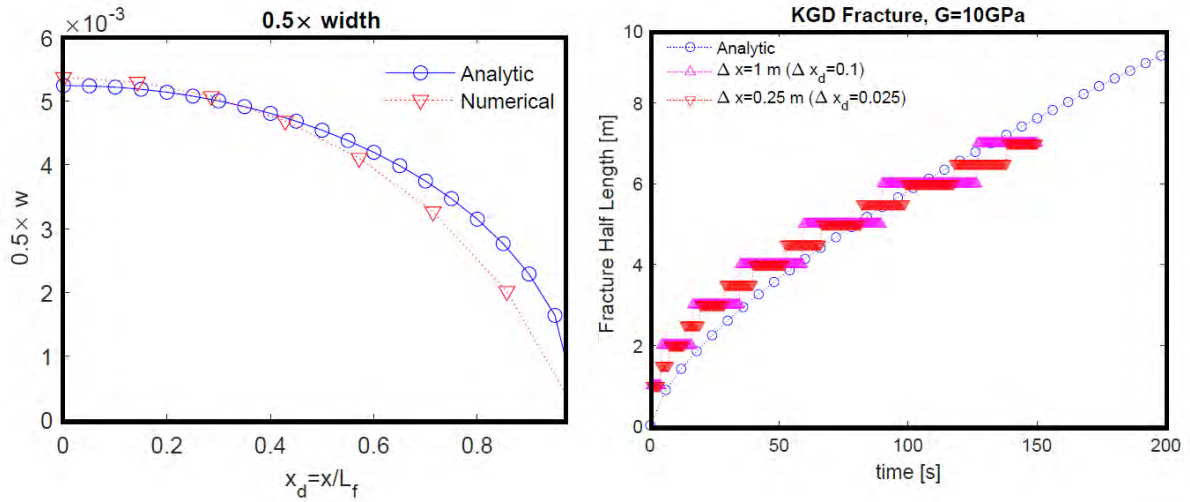 0.5× width
×10⁻³
6
5
4
3
2
1
0
0.5× w
Analytic
Numerical
0 0.2 0.4 0.6 0.8
x_d=x/L_f
KGD Fracture, G=10GPa
10
8
6
4
2
0
Fracture Half Length [m]
Analytic
Δ x=1 m (Δ x_d=0.1)
Δ x=0.25 m (Δ x_d=0.025)
0 50 100 150 200
time [s]